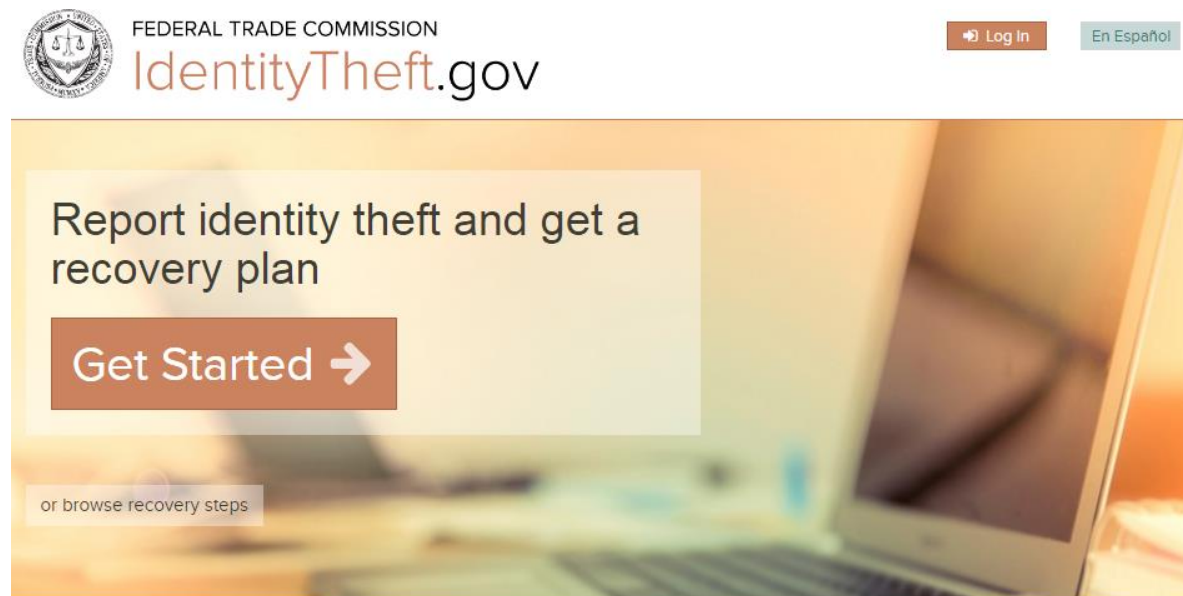 FEDERAL TRADE COMMISSION
IdentityTheft.gov
Log In
En Español
Report identity theft and get a
recovery plan
Get Started
or browse recovery steps